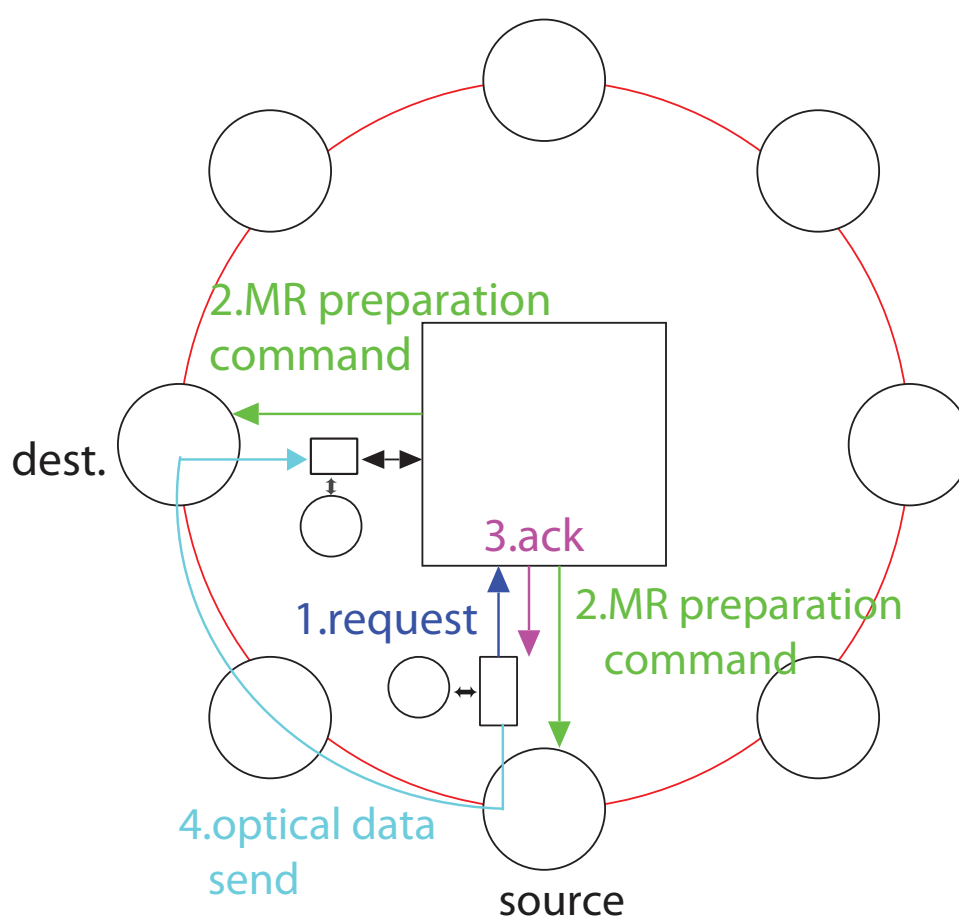 2.MR preparation
command
dest.
3.ack
1.request
2.MR preparation
command
4.optical data
send
source